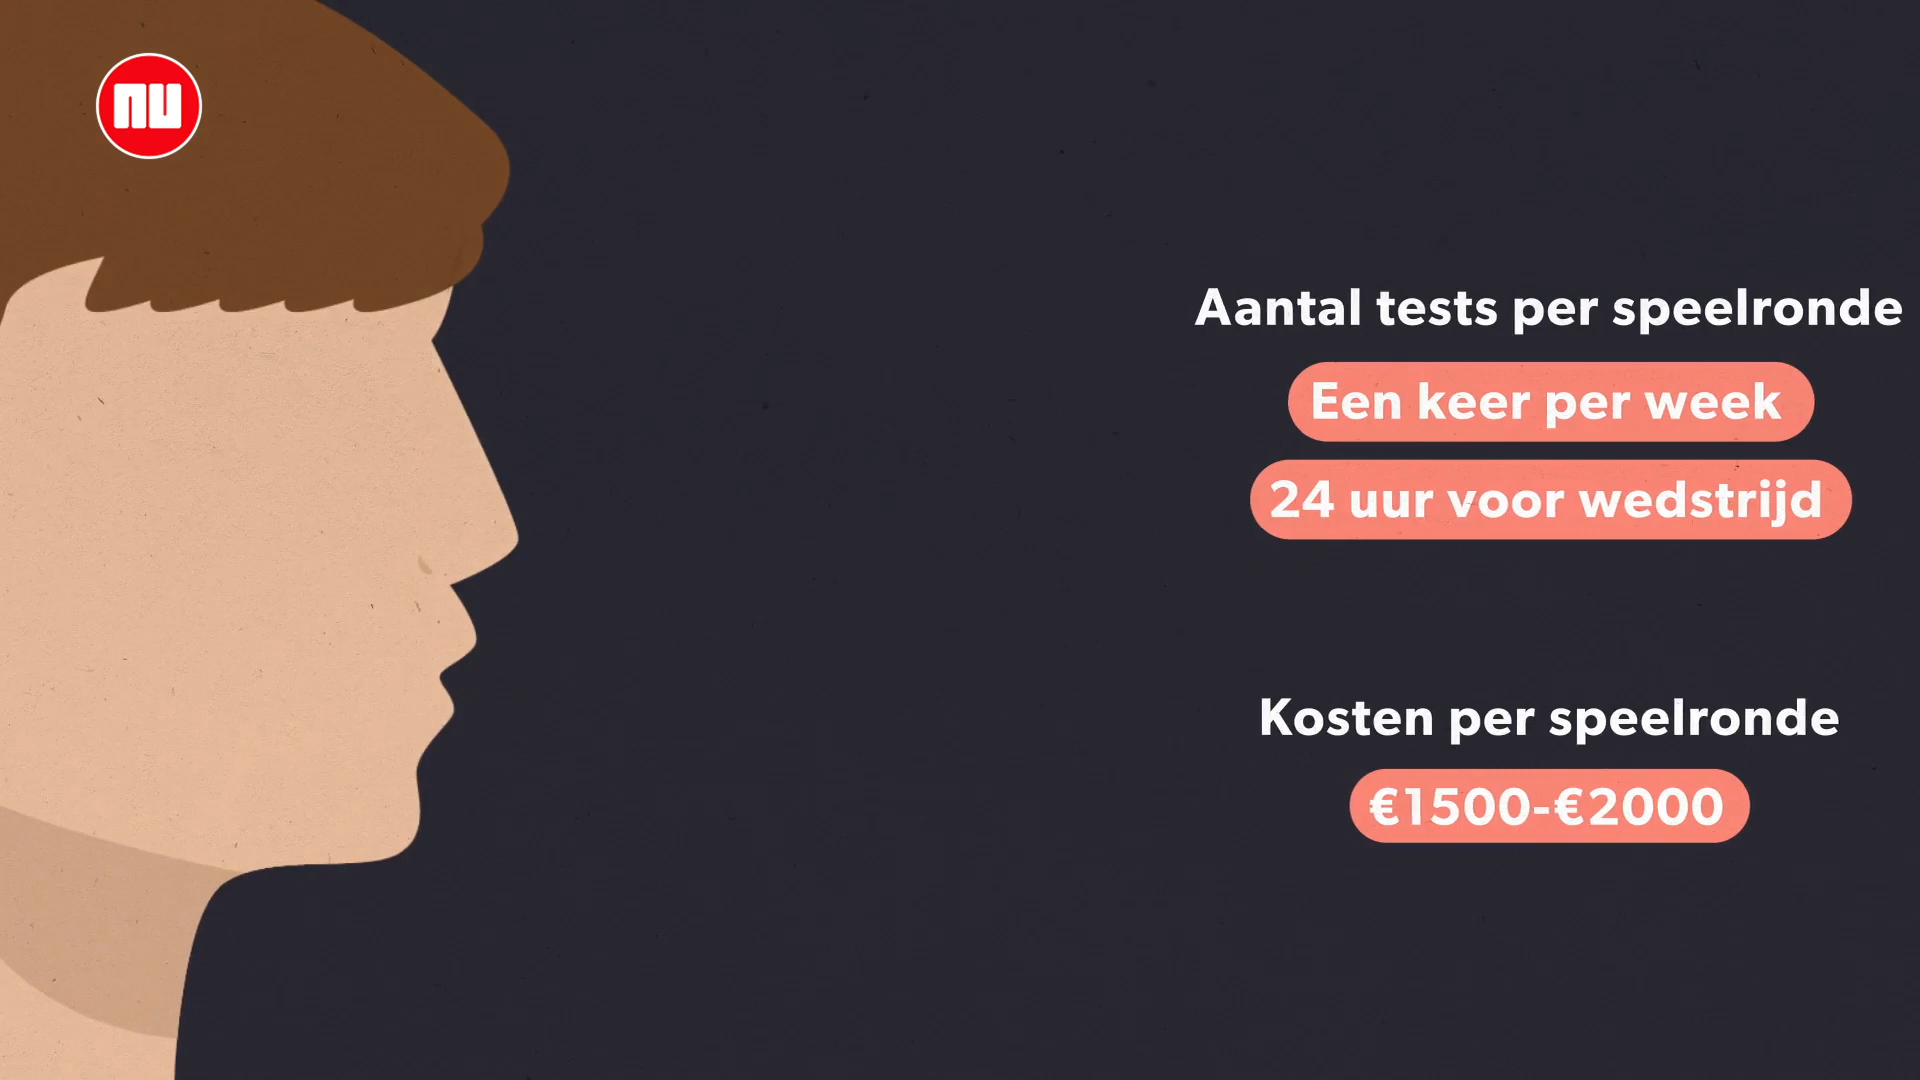 NU
Aantal tests per speelronde
Een keer per week
24 uur voor wedstrijd
Kosten per speelronde
€1500-€2000